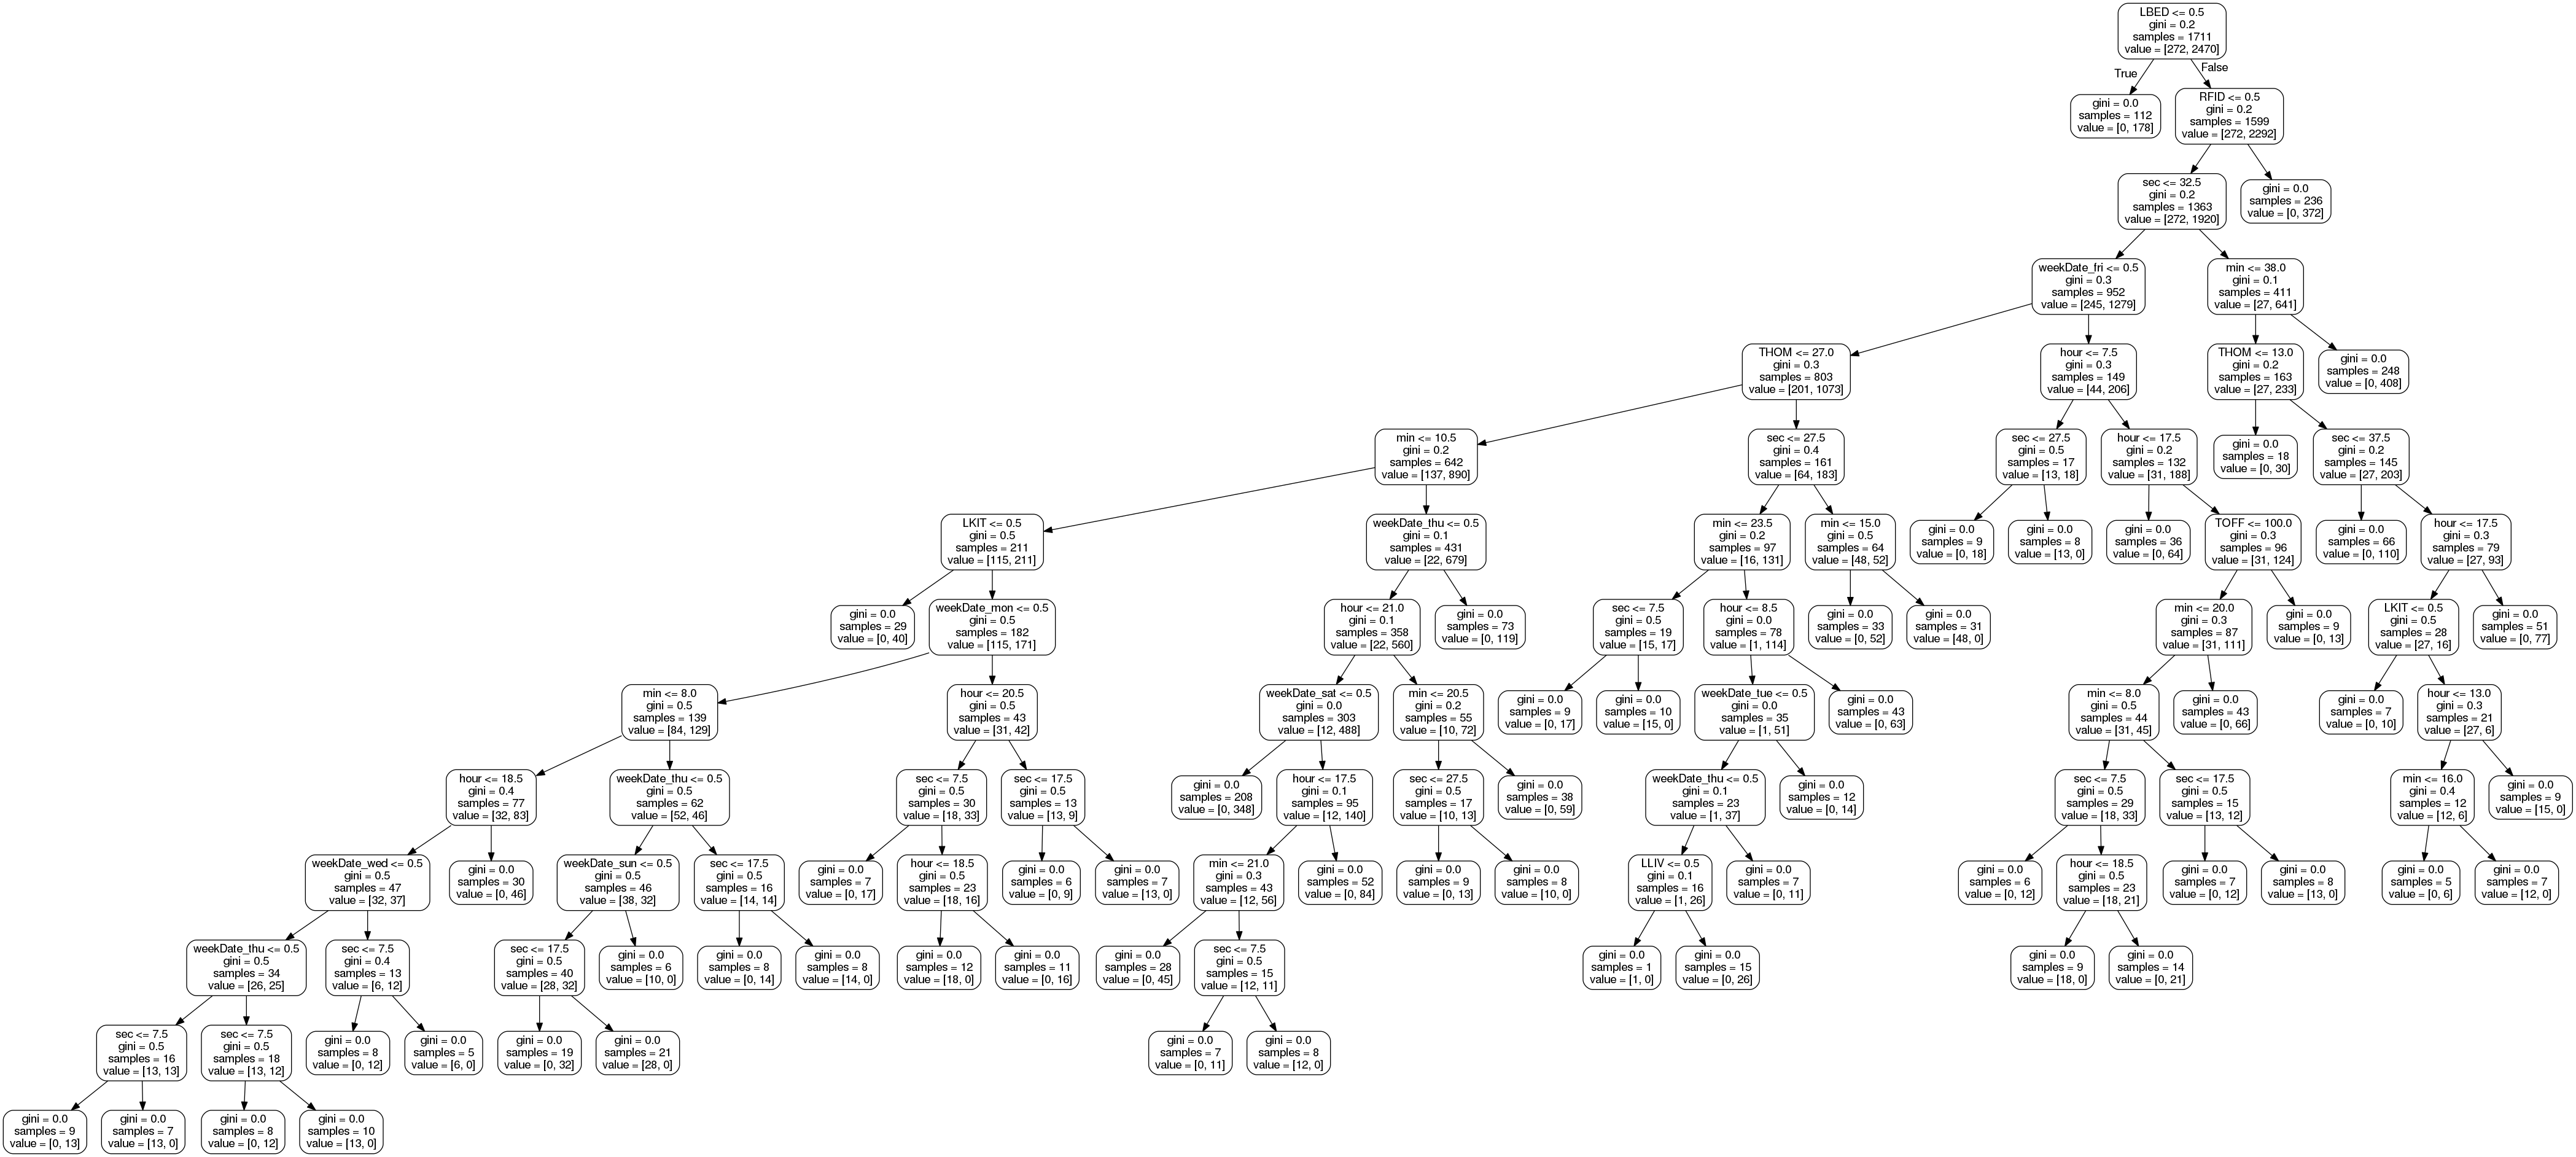 LBED <= 0.5
gini = 0.2
samples = 1711
value = [272, 2470]
True
False
gini = 0.0
samples = 112
value = [0, 178]
RFID <= 0.5
gini = 0.2
samples = 1599
value = [272, 2292]
sec <= 32.5
gini = 0.2
samples = 1363
value = [272, 1920]
gini = 0.0
samples = 236
value = [0, 372]
weekDate_fri <= 0.5
gini = 0.3
samples = 952
value = [245, 1279]
min <= 38.0
gini = 0.1
samples = 411
value = [27, 641]
THOM <= 27.0
gini = 0.3
samples = 803
value = [201, 1073]
hour <= 7.5
gini = 0.3
samples = 149
value = [44, 206]
THOM <= 13.0
gini = 0.2
samples = 163
value = [27, 233]
gini = 0.0
samples = 248
value = [0, 408]
min <= 10.5
gini = 0.2
samples = 642
value = [137, 890]
sec <= 27.5
gini = 0.4
samples = 161
value = [64, 183]
sec <= 27.5
gini = 0.5
samples = 17
value = [13, 18]
hour <= 17.5
gini = 0.2
samples = 132
value = [31, 188]
gini = 0.0
samples = 18
value = [0, 30]
sec <= 37.5
gini = 0.2
samples = 145
value = [27, 203]
LKIT <= 0.5
gini = 0.5
samples = 211
value = [115, 211]
weekDate_thu <= 0.5
gini = 0.1
samples = 431
value = [22, 679]
min <= 23.5
gini = 0.2
samples = 97
value = [16, 131]
min <= 15.0
gini = 0.5
samples = 64
value = [48, 52]
gini = 0.0
samples = 9
value = [0, 18]
gini = 0.0
samples = 8
value = [13, 0]
gini = 0.0
samples = 36
value = [0, 64]
TOFF <= 100.0
gini = 0.3
samples = 96
value = [31, 124]
gini = 0.0
samples = 66
value = [0, 110]
hour <= 17.5
gini = 0.3
samples = 79
value = [27, 93]
gini = 0.0
samples = 29
value = [0, 40]
weekDate_mon <= 0.5
gini = 0.5
samples = 182
value = [115, 171]
hour <= 21.0
gini = 0.1
samples = 358
value = [22, 560]
gini = 0.0
samples = 73
value = [0, 119]
sec <= 7.5
gini = 0.5
samples = 19
value = [15, 17]
hour <= 8.5
gini = 0.0
samples = 78
value = [1, 114]
gini = 0.0
samples = 33
value = [0, 52]
gini = 0.0
samples = 31
value = [48, 0]
min <= 20.0
gini = 0.3
samples = 87
value = [31, 111]
gini = 0.0
samples = 9
value = [0, 13]
LKIT <= 0.5
gini = 0.5
samples = 28
value = [27, 16]
gini = 0.0
samples = 51
value = [0, 77]
min <= 8.0
gini = 0.5
samples = 139
value = [84, 129]
hour <= 20.5
gini = 0.5
samples = 43
value = [31, 42]
weekDate_sat <= 0.5
gini = 0.0
samples = 303
value = [12, 488]
min <= 20.5
gini = 0.2
samples = 55
value = [10, 72]
gini = 0.0
samples = 9
value = [0, 17]
gini = 0.0
samples = 10
value = [15, 0]
weekDate_tue <= 0.5
gini = 0.0
samples = 35
value = [1, 51]
gini = 0.0
samples = 43
value = [0, 63]
min <= 8.0
gini = 0.5
samples = 44
value = [31, 45]
gini = 0.0
samples = 43
value = [0, 66]
gini = 0.0
samples = 7
value = [0, 10]
hour <= 13.0
gini = 0.3
samples = 21
value = [27, 6]
hour <= 18.5
gini = 0.4
samples = 77
value = [32, 83]
weekDate_thu <= 0.5
gini = 0.5
samples = 62
value = [52, 46]
sec <= 7.5
gini = 0.5
samples = 30
value = [18, 33]
sec <= 17.5
gini = 0.5
samples = 13
value = [13, 9]
gini = 0.0
samples = 208
value = [0, 348]
hour <= 17.5
gini = 0.1
samples = 95
value = [12, 140]
sec <= 27.5
gini = 0.5
samples = 17
value = [10, 13]
gini = 0.0
samples = 38
value = [0, 59]
weekDate_thu <= 0.5
gini = 0.1
samples = 23
value = [1, 37]
gini = 0.0
samples = 12
value = [0, 14]
sec <= 7.5
gini = 0.5
samples = 29
value = [18, 33]
sec <= 17.5
gini = 0.5
samples = 15
value = [13, 12]
min <= 16.0
gini = 0.4
samples = 12
value = [12, 6]
gini = 0.0
samples = 9
value = [15, 0]
weekDate_wed <= 0.5
gini = 0.5
samples = 47
value = [32, 37]
gini = 0.0
samples = 30
value = [0, 46]
weekDate_sun <= 0.5
gini = 0.5
samples = 46
value = [38, 32]
sec <= 17.5
gini = 0.5
samples = 16
value = [14, 14]
gini = 0.0
samples = 7
value = [0, 17]
hour <= 18.5
gini = 0.5
samples = 23
value = [18, 16]
gini = 0.0
samples = 6
value = [0, 9]
gini = 0.0
samples = 7
value = [13, 0]
min <= 21.0
gini = 0.3
samples = 43
value = [12, 56]
gini = 0.0
samples = 52
value = [0, 84]
gini = 0.0
samples = 9
value = [0, 13]
gini = 0.0
samples = 8
value = [10, 0]
LLIV <= 0.5
gini = 0.1
samples = 16
value = [1, 26]
gini = 0.0
samples = 7
value = [0, 11]
gini = 0.0
samples = 6
value = [0, 12]
hour <= 18.5
gini = 0.5
samples = 23
value = [18, 21]
gini = 0.0
samples = 7
value = [0, 12]
gini = 0.0
samples = 8
value = [13, 0]
gini = 0.0
samples = 5
value = [0, 6]
gini = 0.0
samples = 7
value = [12, 0]
weekDate_thu <= 0.5
gini = 0.5
samples = 34
value = [26, 25]
sec <= 7.5
gini = 0.4
samples = 13
value = [6, 12]
sec <= 17.5
gini = 0.5
samples = 40
value = [28, 32]
gini = 0.0
samples = 6
value = [10, 0]
gini = 0.0
samples = 8
value = [0, 14]
gini = 0.0
samples = 8
value = [14, 0]
gini = 0.0
samples = 12
value = [18, 0]
gini = 0.0
samples = 11
value = [0, 16]
gini = 0.0
samples = 28
value = [0, 45]
sec <= 7.5
gini = 0.5
samples = 15
value = [12, 11]
gini = 0.0
samples = 1
value = [1, 0]
gini = 0.0
samples = 15
value = [0, 26]
gini = 0.0
samples = 9
value = [18, 0]
gini = 0.0
samples = 14
value = [0, 21]
sec <= 7.5
gini = 0.5
samples = 16
value = [13, 13]
sec <= 7.5
gini = 0.5
samples = 18
value = [13, 12]
gini = 0.0
samples = 8
value = [0, 12]
gini = 0.0
samples = 5
value = [6, 0]
gini = 0.0
samples = 19
value = [0, 32]
gini = 0.0
samples = 21
value = [28, 0]
gini = 0.0
samples = 7
value = [0, 11]
gini = 0.0
samples = 8
value = [12, 0]
gini = 0.0
samples = 9
value = [0, 13]
gini = 0.0
samples = 7
value = [13, 0]
gini = 0.0
samples = 8
value = [0, 12]
gini = 0.0
samples = 10
value = [13, 0]